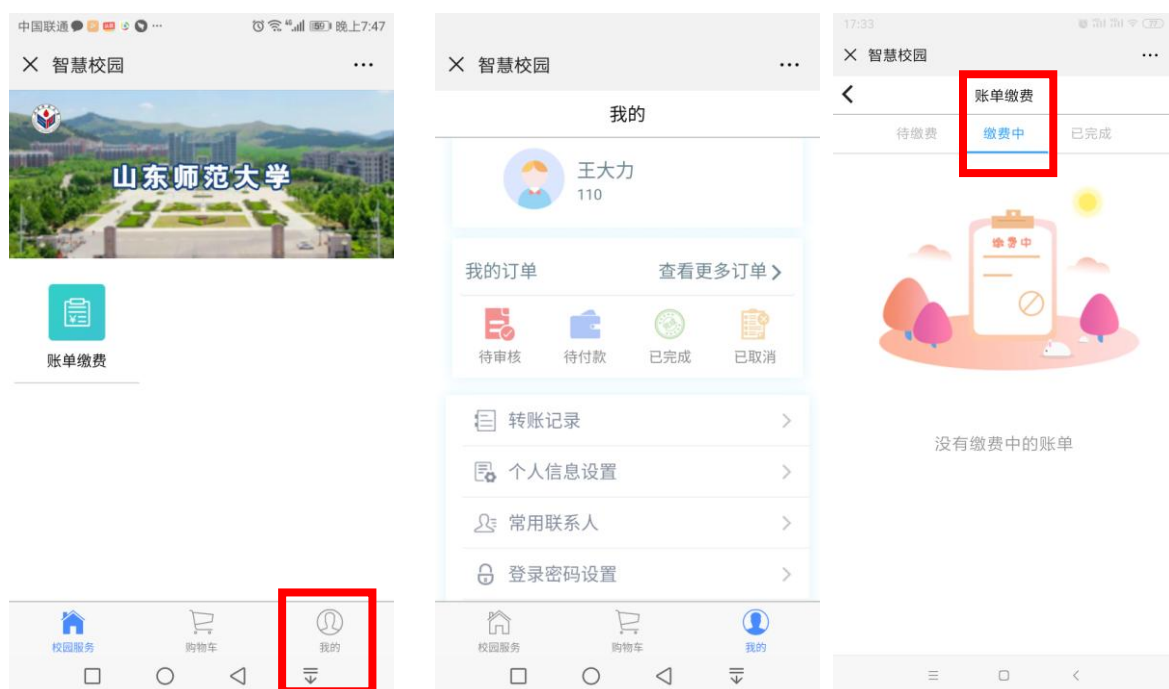 中国联通
46
晚上7:47
智慧校园
山东师范大学
账单缴费
校园服务
购物车
我的
智慧校园
我的
王大力
110
我的订单
查看更多订单
待审核
待付款
已完成
已取消
转账记录
个人信息设置
常用联系人
登录密码设置
校园服务
购物车
我的
17:33
智慧校园
账单缴费
待缴费
缴费中
已完成
缴费中
没有缴费中的账单